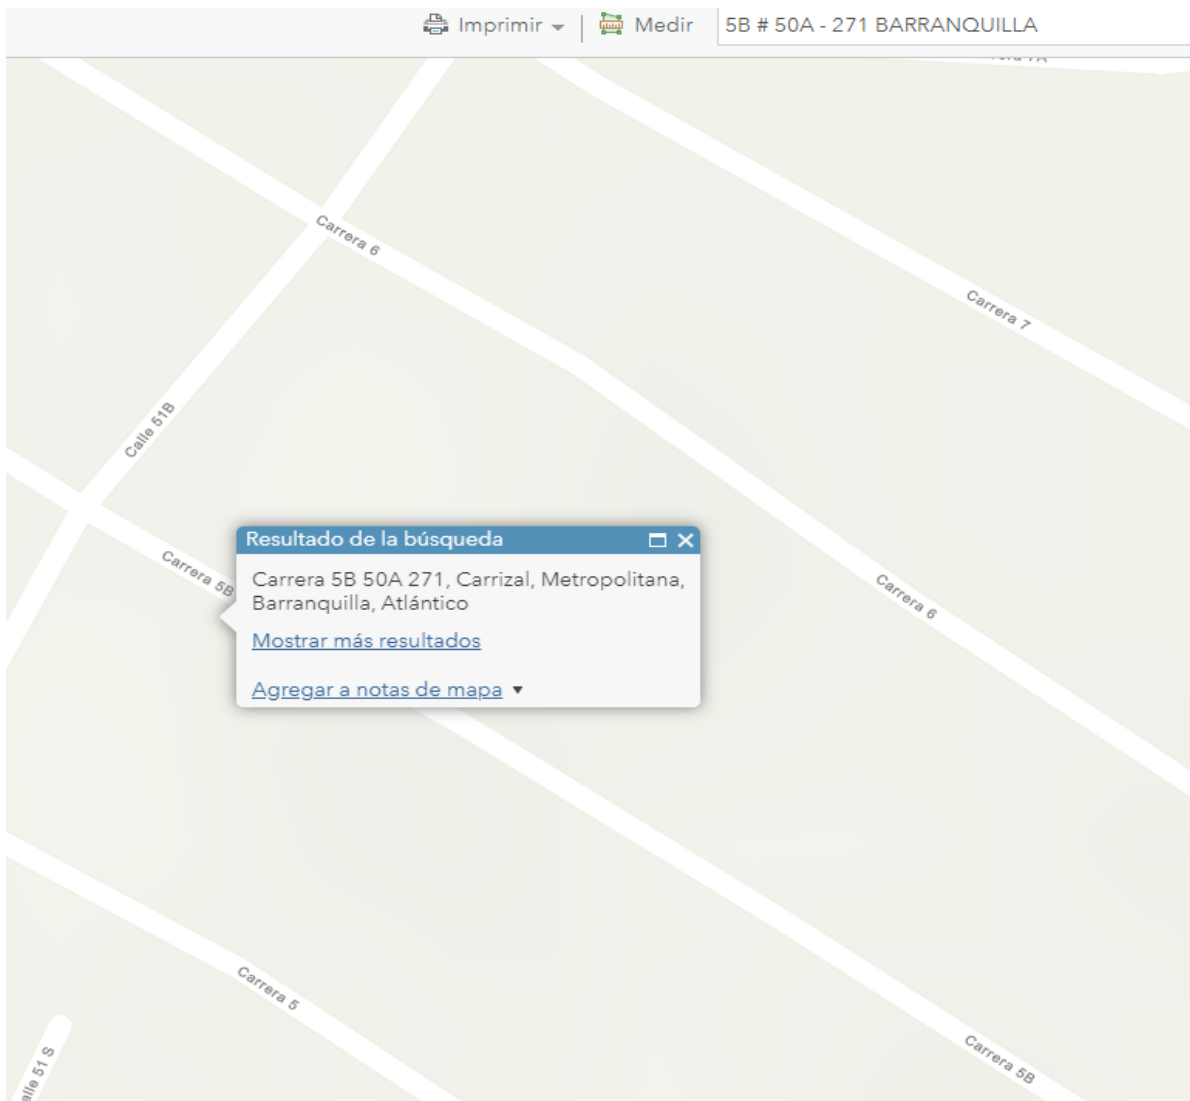 Imprimir
Medir
5B # 50A - 271 BARRANQUILLA
Carrera 6
Carrera 7
Calle 51B
Resultado de la búsqueda
Carrera 5B
Carrera 5B 50A 271, Carrizal, Metropolitana,
Barranquilla, Atlántico
Carrera 6
Mostrar más resultados
Agregar a notas de mapa
Carrera 5
Carrera 5B
51 S